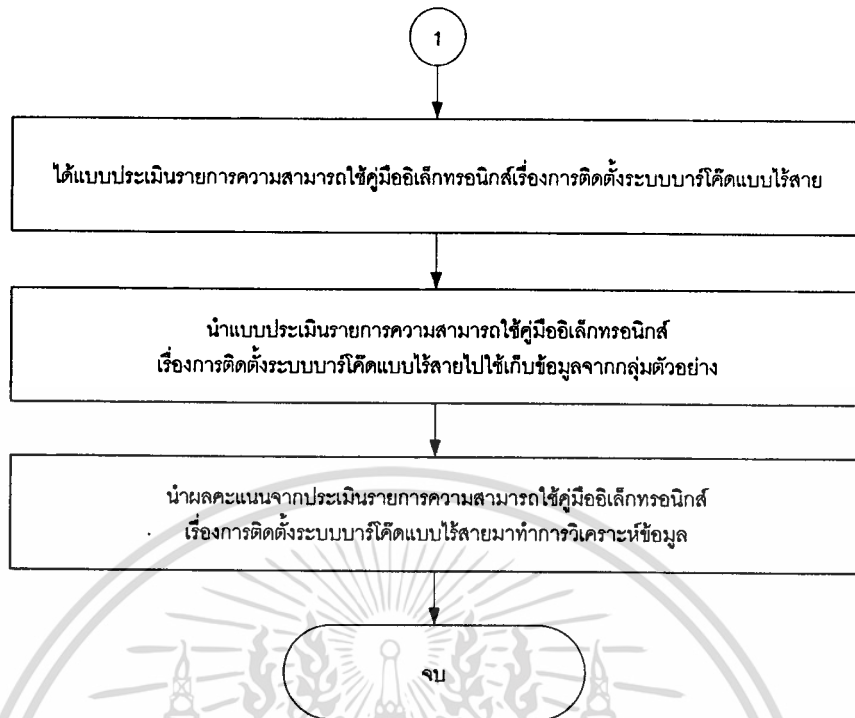 1
ได้แบบประเมินรายการความสามารถใช้คู่มืออิเล็กทรอนิกส์เรื่องการติดตั้งระบบบาร์โค๊ดแบบไร้สาย
นำแบบประเมินรายการความสามารถใช้คู่มืออิเล็กทรอนิกส์
เรื่องการติดตั้งระบบบาร์โค๊ดแบบไร้สายไปใช้เก็บข้อมูลจากกลุ่มตัวอย่าง
นำผลคะแนนจากประเมินรายการความสามารถใช้คู่มืออิเล็กทรอนิกส์
เรื่องการติดตั้งระบบบาร์โค๊ดแบบไร้สายมาทำการวิเคราะห์ข้อมูล
จบ